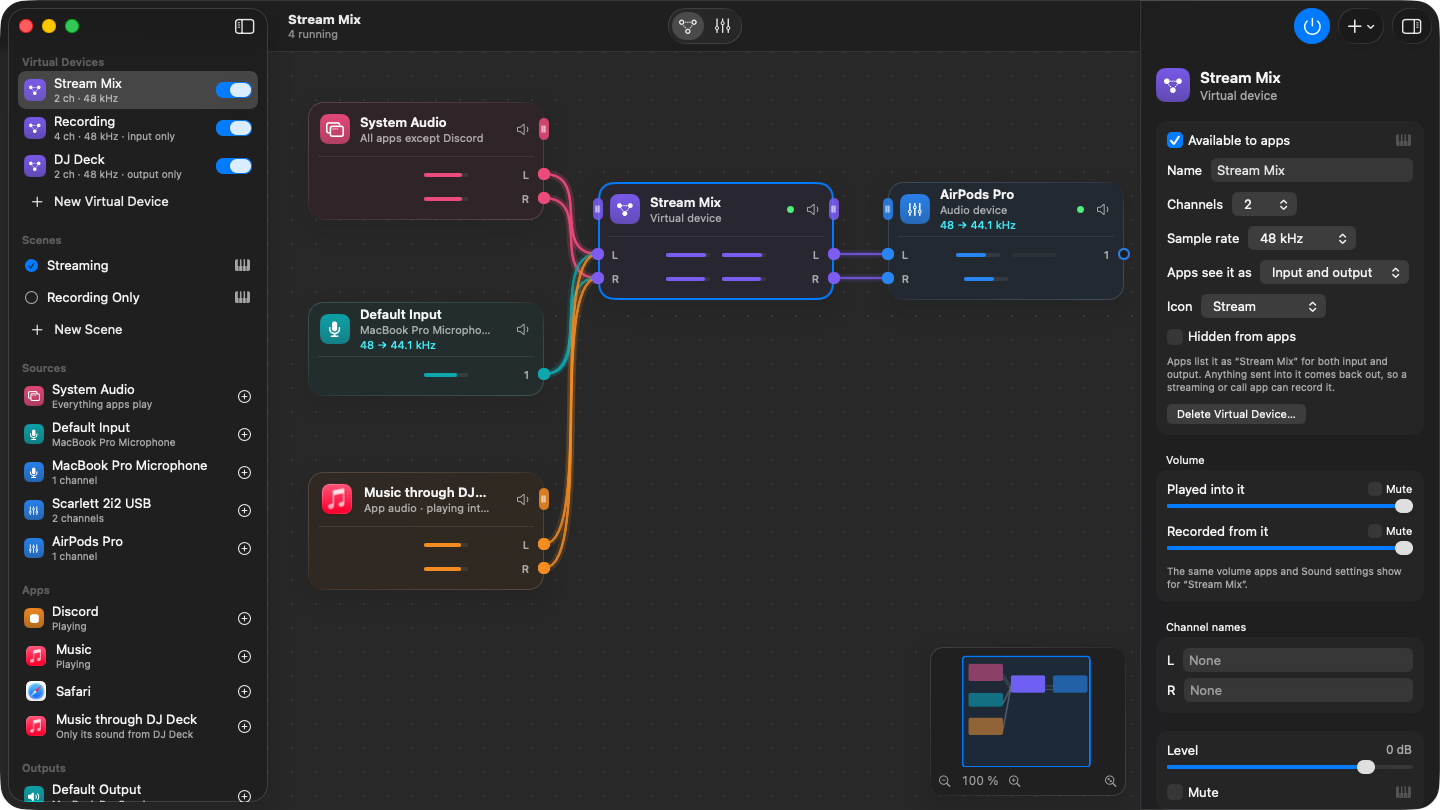 Virtual Devices
Stream Mix
2 ch · 48 kHz
Recording
4 ch · 48 kHz · input only
DJ Deck
2 ch · 48 kHz · output only
New Virtual Device
Scenes
Streaming
Recording Only
New Scene
Sources
System Audio
Everything apps play
Default Input
MacBook Pro Microphone
MacBook Pro Microphone
1 channel
Scarlett 2i2 USB
2 channels
AirPods Pro
1 channel
Apps
Discord
Playing
Music
Playing
Safari
Music through DJ Deck
Only its sound from DJ Deck
Outputs
Default Output
Stream Mix
4 running
System Audio
All apps except Discord
L
R
Default Input
MacBook Pro Micropho...
48 → 44.1 kHz
1
Music through DJ...
App audio · playing int...
L
R
Stream Mix
Virtual device
L L
R R
AirPods Pro
Audio device
48 → 44.1 kHz
L 1
R
100 %
Stream Mix
Virtual device
Available to apps
Name Stream Mix
Channels 2
Sample rate 48 kHz
Apps see it as Input and output
Icon Stream
Hidden from apps
Apps list it as “Stream Mix” for both input and
output. Anything sent into it comes back out, so a
streaming or call app can record it.
Delete Virtual Device...
Volume
Played into it Mute
Recorded from it Mute
The same volume apps and Sound settings show
for “Stream Mix”.
Channel names
L None
R None
Level 0 dB
Mute